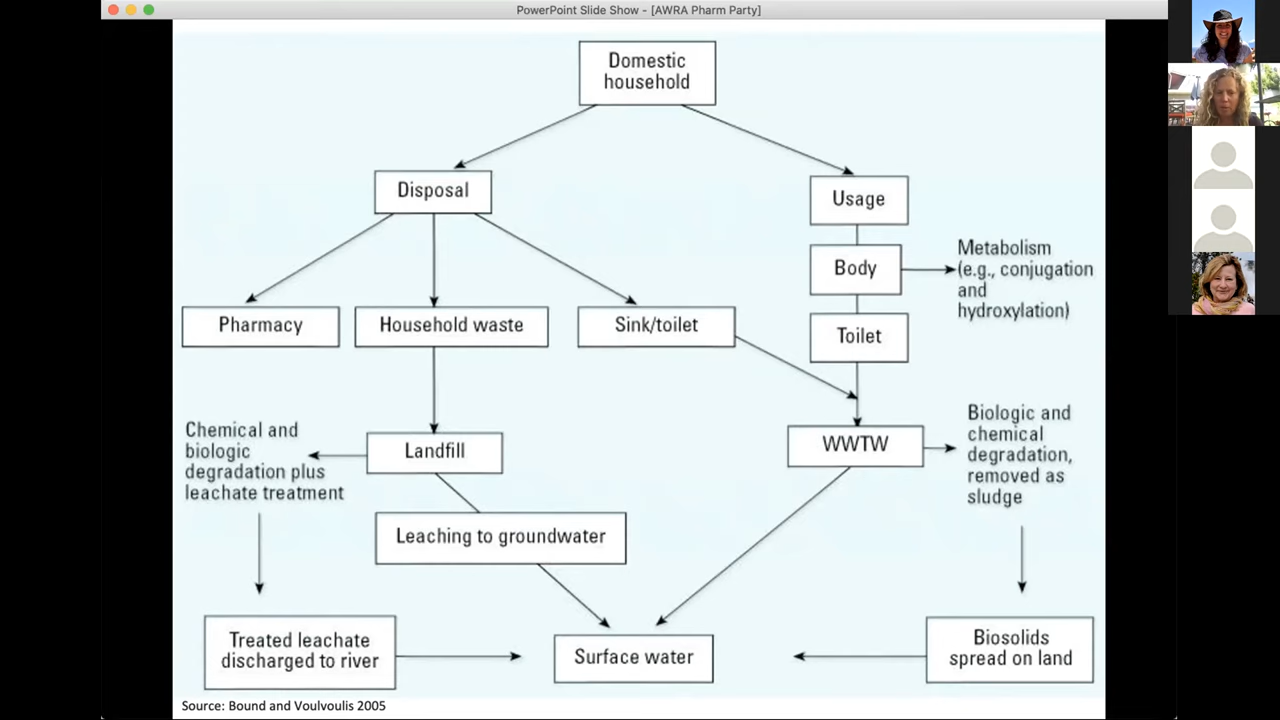 PowerPoint Slide Show - [AWRA Pharm Party]
Domestic
household
Disposal
Usage
Body
Metabolism
(e.g., conjugation
and
hydroxylation)
Pharmacy
Household waste
Sink/toilet
Toilet
Chemical and
biologic
degradation plus
leachate treatment
Landfill
WWTW
Biologic and
chemical
degradation,
removed as
sludge
Leaching to groundwater
Treated leachate
discharged to river
Surface water
Biosolids
spread on land
Source: Bound and Voulvoulis 2005